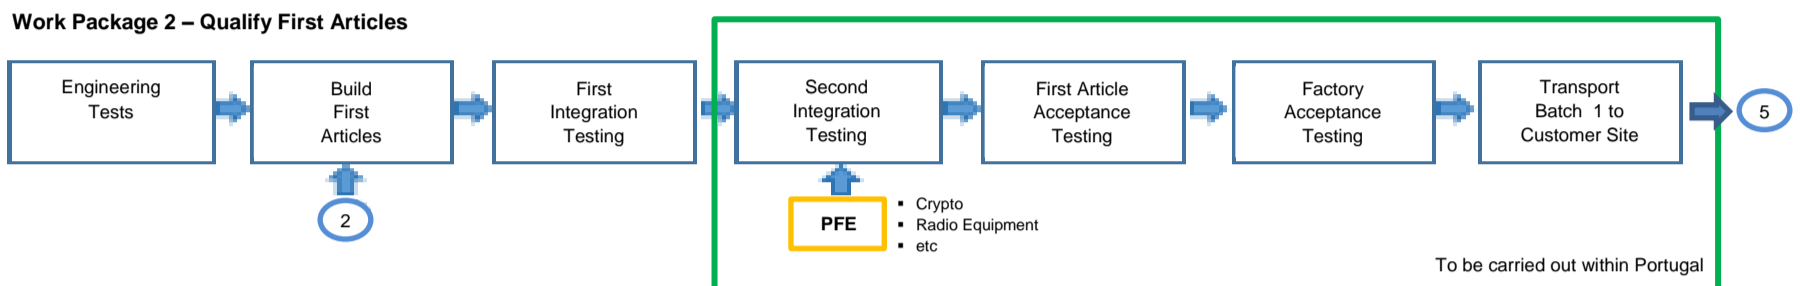 Work Package 2 – Qualify First Articles
Engineering
Tests
Build
First
Articles
First
Integration
Testing
Second
Integration
Testing
First Article
Acceptance
Testing
Factory
Acceptance
Testing
Transport
Batch 1 to
Customer Site
5
2
PFE
▪ Crypto
▪ Radio Equipment
▪ etc
To be carried out within Portugal